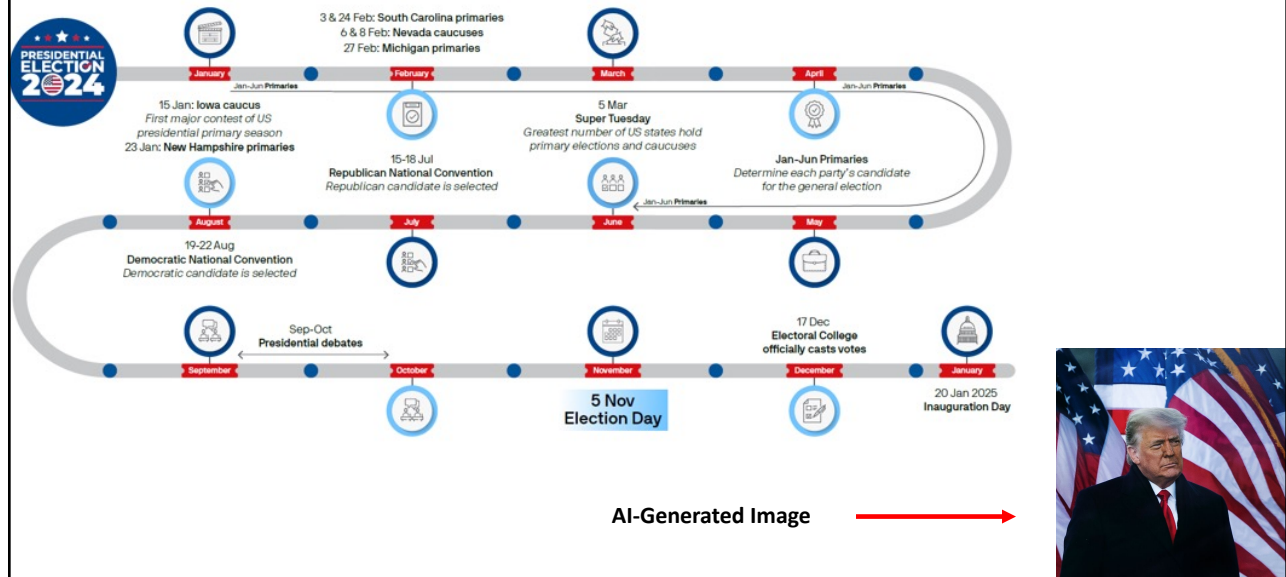 PRESIDENTIAL
ELECTION
2024
3 & 24 Feb: South Carolina primaries
6 & 8 Feb: Nevada caucuses
27 Feb: Michigan primaries
January
February
March
April
Jan-Jun Primaries
Jan-Jun Primaries
15 Jan: Iowa caucus
First major contest of US
presidential primary season
23 Jan: New Hampshire primaries
15-18 Jul
Republican National Convention
Republican candidate is selected
5 Mar
Super Tuesday
Greatest number of US states hold
primary elections and caucuses
Jan-Jun Primaries
Determine each party's candidate
for the general election
Jan-Jun Primaries
August
July
June
May
19-22 Aug
Democratic National Convention
Democratic candidate is selected
Sep-Oct
Presidential debates
17 Dec
Electoral College
officially casts votes
September
October
November
December
January
5 Nov
Election Day
20 Jan 2025
Inauguration Day
AI-Generated Image